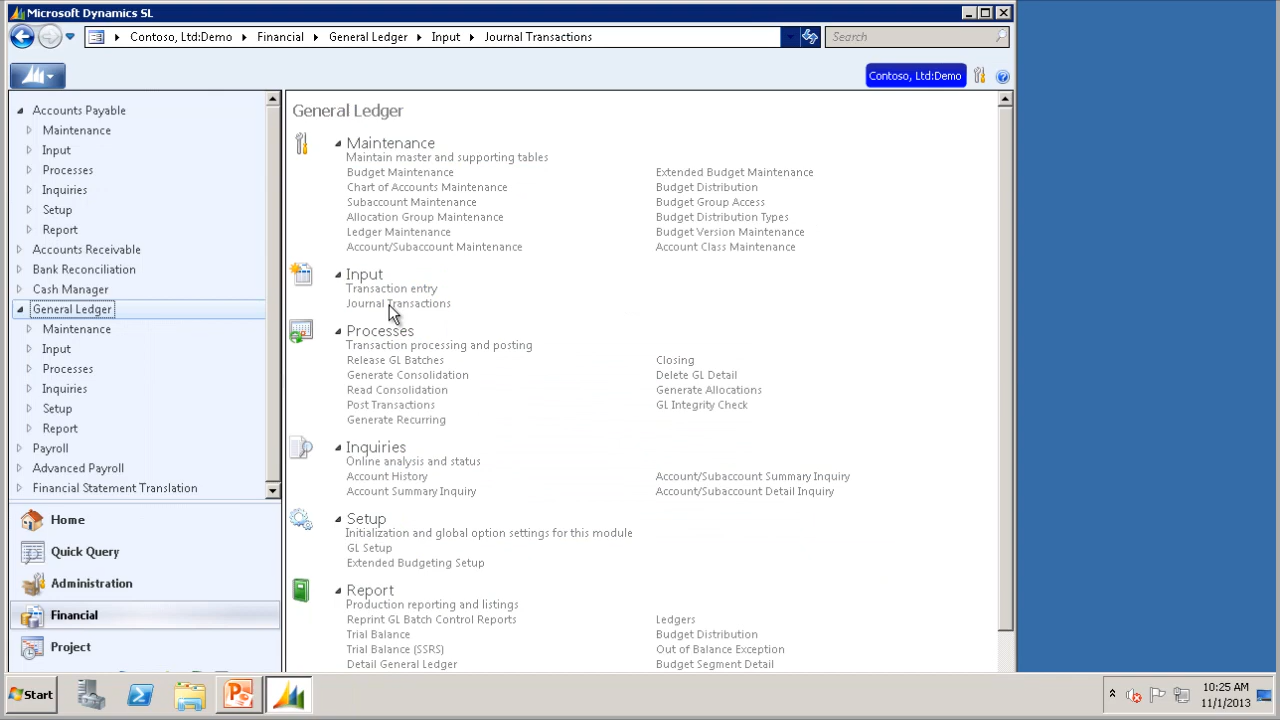 Microsoft Dynamics SL
Contoso, Ltd:Demo Financial General Ledger Input Journal Transactions
Search
Contoso, Ltd:Demo
Accounts Payable
Maintenance
Input
Processes
Inquiries
Setup
Report
Accounts Receivable
Bank Reconciliation
Cash Manager
General Ledger
Maintenance
Input
Processes
Inquiries
Setup
Report
Payroll
Advanced Payroll
Financial Statement Translation
Home
Quick Query
Administration
Financial
Project
General Ledger
Maintenance
Maintain master and supporting tables
Budget Maintenance Extended Budget Maintenance
Chart of Accounts Maintenance Budget Distribution
Subaccount Maintenance Budget Group Access
Allocation Group Maintenance Budget Distribution Types
Ledger Maintenance Budget Version Maintenance
Account/Subaccount Maintenance Account Class Maintenance
Input
Transaction entry
Journal Transactions
Processes
Transaction processing and posting
Release GL Batches Closing
Generate Consolidation Delete GL Detail
Read Consolidation Generate Allocations
Post Transactions GL Integrity Check
Generate Recurring
Inquiries
Online analysis and status
Account History Account/Subaccount Summary Inquiry
Account Summary Inquiry Account/Subaccount Detail Inquiry
Setup
Initialization and global option settings for this module
GL Setup
Extended Budgeting Setup
Report
Production reporting and listings
Reprint GL Batch Control Reports Ledgers
Trial Balance Budget Distribution
Trial Balance (SSRS) Out of Balance Exception
Detail General Ledger Budget Segment Detail
Start
10:25 AM
11/1/2013